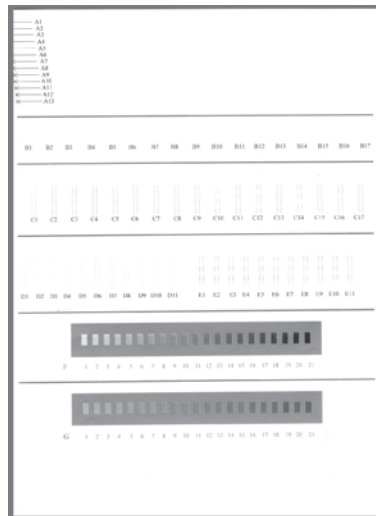 A1
A2
A3
A4
A5
A6
A7
A8
A9
A10
A11
A12
A13
B1 B2 B3 B4 B5 B6 B7 B8 B9 B10 B11 B12 B13 B14 B15 B16 B17
C1 C2 C3 C4 C5 C6 C7 C8 C9 C10 C11 C12 C13 C14 C15 C16 C17
D1 D2 D3 D4 D5 D6 D7 D8 D9 D10 D11 E1 E2 E3 E4 E5 E6 E7 E8 E9 E10 E11
F 1 2 3 4 5 6 7 8 9 10 11 12 13 14 15 16 17 18 19 20 21
G 1 2 3 4 5 6 7 8 9 10 11 12 13 14 15 16 17 18 19 20 21